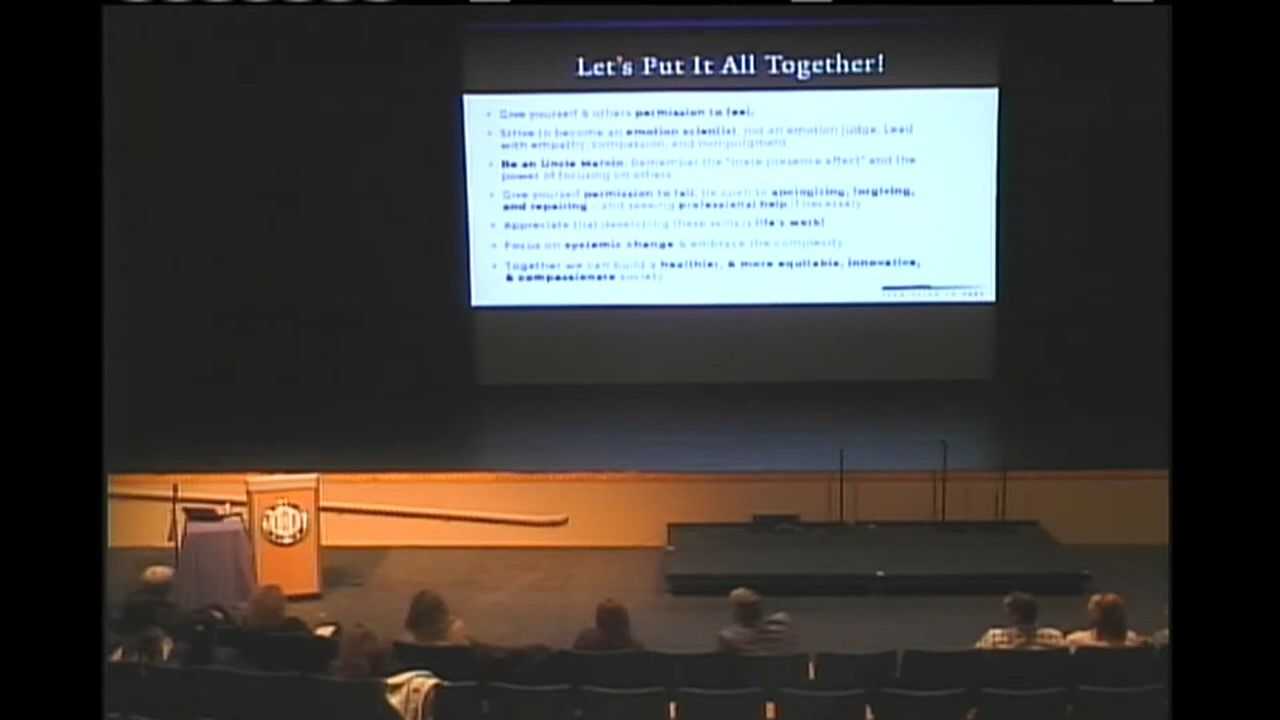 Let's Put It All Together!
• Give yourself & others permission to feel.
• Strive to become an emotion scientist, not an emotion judge. Lead
with empathy, compassion, and nonjudgment
• Be an Uncle Marvin. Remember the "mere presence effect" and the
power of focusing on others
• Give yourself permission to fail. Be open to apologizing, forgiving,
and repairing - and seeking professional help if necessary
• Appreciate that developing these skills is life's work!
• Focus on systemic change & embrace the complexity
• Together we can build a healthier, & more equitable, innovative,
& compassionate society